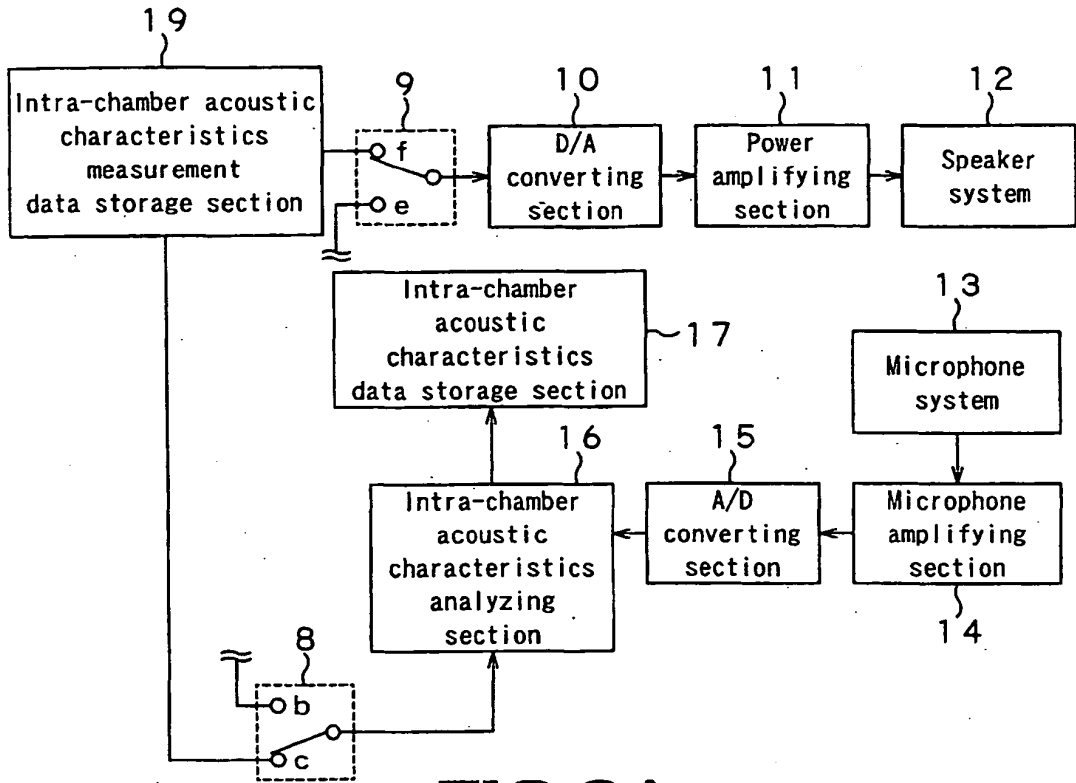 19
Intra-chamber acoustic
characteristics
measurement
data storage section
9
f
e
10
D/A
converting
section
11
Power
amplifying
section
12
Speaker
system
Intra-chamber
acoustic
characteristics
data storage section
17
13
Microphone
system
16
Intra-chamber
acoustic
characteristics
analyzing
section
15
A/D
converting
section
Microphone
amplifying
section
14
8
b
c